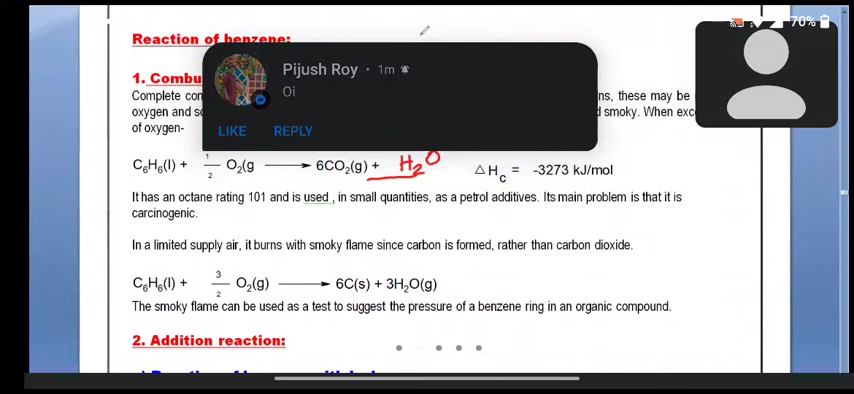 70%
Reaction of benzene:
Pijush Roy · 1m
Oi
LIKE REPLY
1. Combu
Complete con ns, these may be
oxygen and so d smoky. When exc
of oxygen-
C₆H₆(l) + 1/2 O₂(g ⟶ 6CO₂(g) + H₂O △H꜀ = -3273 kJ/mol
It has an octane rating 101 and is used , in small quantities, as a petrol additives. Its main problem is that it is
carcinogenic.
In a limited supply air, it burns with smoky flame since carbon is formed, rather than carbon dioxide.
C₆H₆(l) + 3/2 O₂(g) ⟶ 6C(s) + 3H₂O(g)
The smoky flame can be used as a test to suggest the pressure of a benzene ring in an organic compound.
2. Addition reaction: